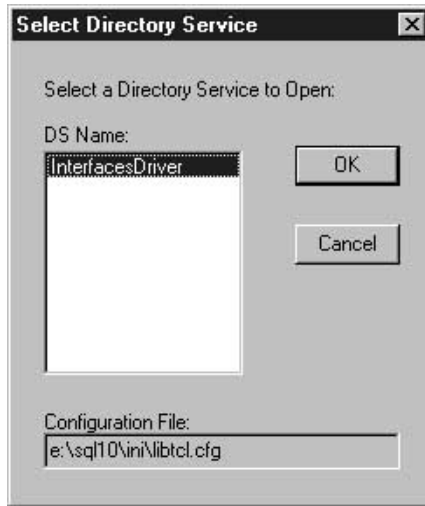 Select Directory Service
Select a Directory Service to Open:
DS Name:
InterfacesDriver
OK
Cancel
Configuration File:
e:\sql10\ini\libtcl.cfg